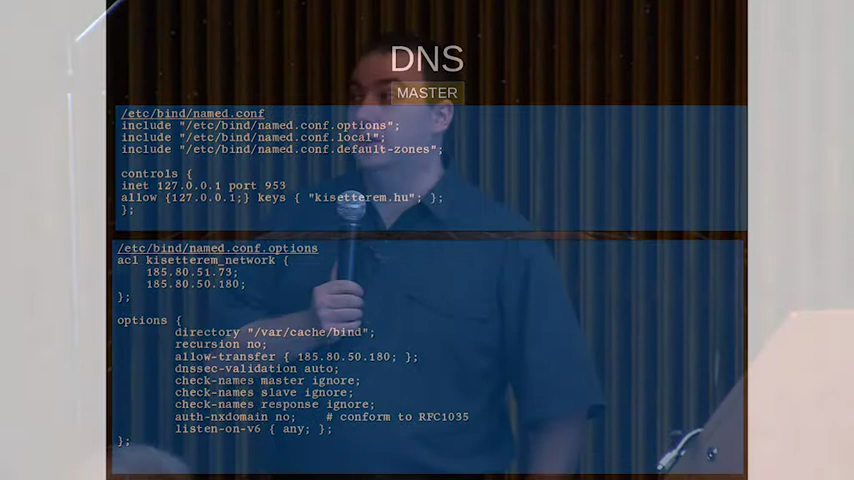 DNS
MASTER
/etc/bind/named.conf
include "/etc/bind/named.conf.options";
include "/etc/bind/named.conf.local";
include "/etc/bind/named.conf.default-zones";
controls {
inet 127.0.0.1 port 953
allow {127.0.0.1;} keys { "kisetterem.hu"; };
};
/etc/bind/named.conf.options
acl kisetterem_network {
185.80.51.73;
185.80.50.180;
};
options {
directory "/var/cache/bind";
recursion no;
allow-transfer { 185.80.50.180; };
dnssec-validation auto;
check-names master ignore;
check-names slave ignore;
check-names response ignore;
auth-nxdomain no; # conform to RFC1035
listen-on-v6 { any; };
};